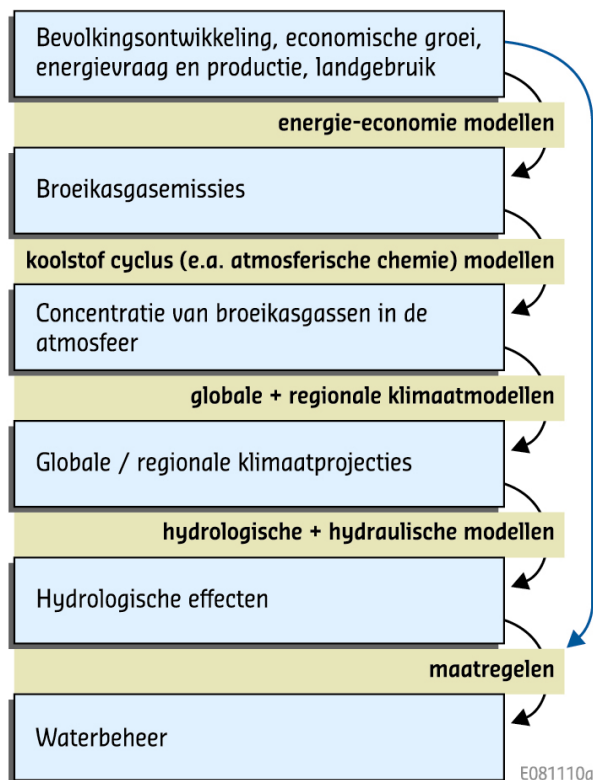 Bevolkingsontwikkeling, economische groei,
energievraag en productie, landgebruik
energie-economie modellen
Broeikasgasemissies
koolstof cyclus (e.a. atmosferische chemie) modellen
Concentratie van broeikasgassen in de
atmosfeer
globale + regionale klimaatmodellen
Globale / regionale klimaatprojecties
hydrologische + hydraulische modellen
Hydrologische effecten
maatregelen
Waterbeheer
E081110a